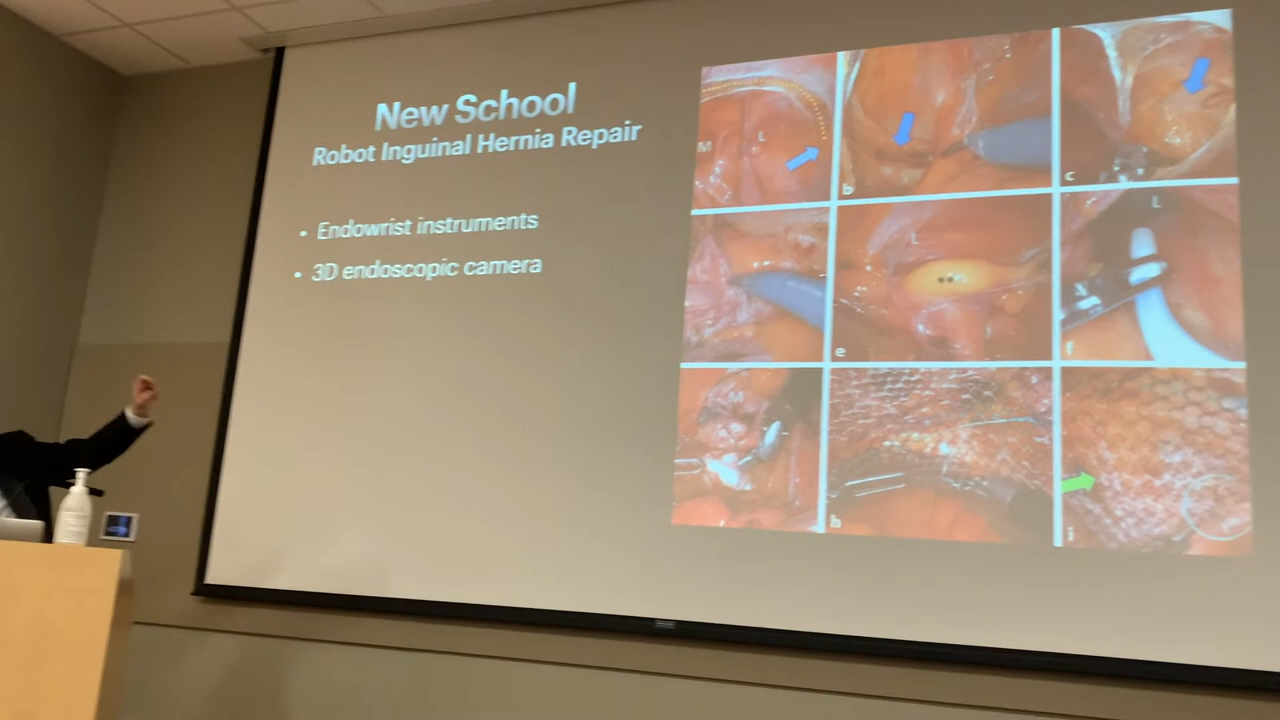 New School
Robot Inguinal Hernia Repair
• Endowrist instruments
• 3D endoscopic camera
M L
b
c
e L
f L
M
h
i